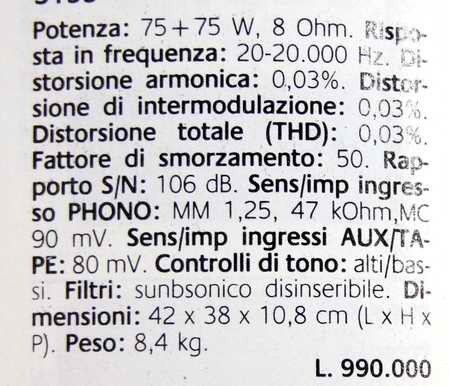 Potenza: 75+75 W, 8 Ohm. Rispo-
sta in frequenza: 20-20.000 Hz. Di-
storsione armonica: 0,03%. Distor-
sione di intermodulazione: 0,03%.
Distorsione totale (THD): 0,03%.
Fattore di smorzamento: 50. Rap-
porto S/N: 106 dB. Sens/imp ingres-
so PHONO: MM 1,25, 47 kOhm,MC
90 mV. Sens/imp ingressi AUX/TA-
PE: 80 mV. Controlli di tono: alti/bas-
si. Filtri: sunbsonico disinseribile. Di-
mensioni: 42 x 38 x 10,8 cm (L x H x
P). Peso: 8,4 kg.
L. 990.000